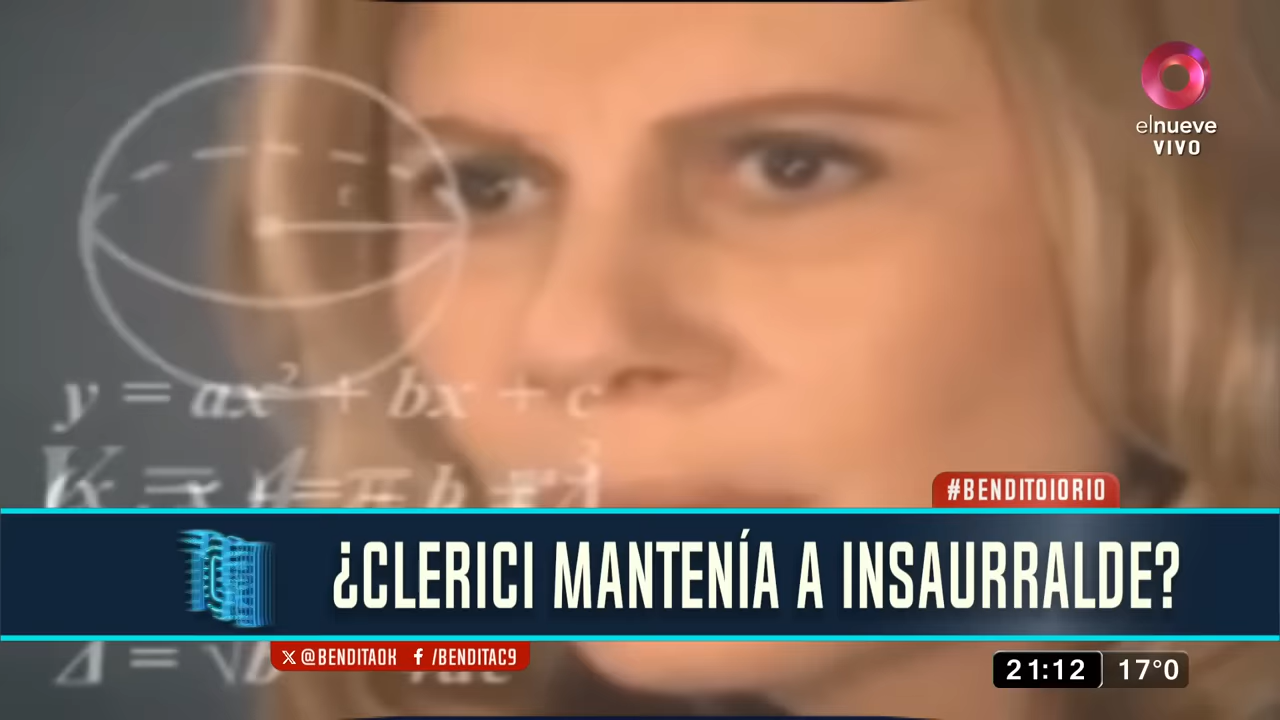 elnueve
VIVO
r
y = ax² + bx + c
#BENDITOIORIO
¿CLERICI MANTENÍA A INSAURRALDE?
@BENDITAOK /BENDITAC9
21:12 17°0